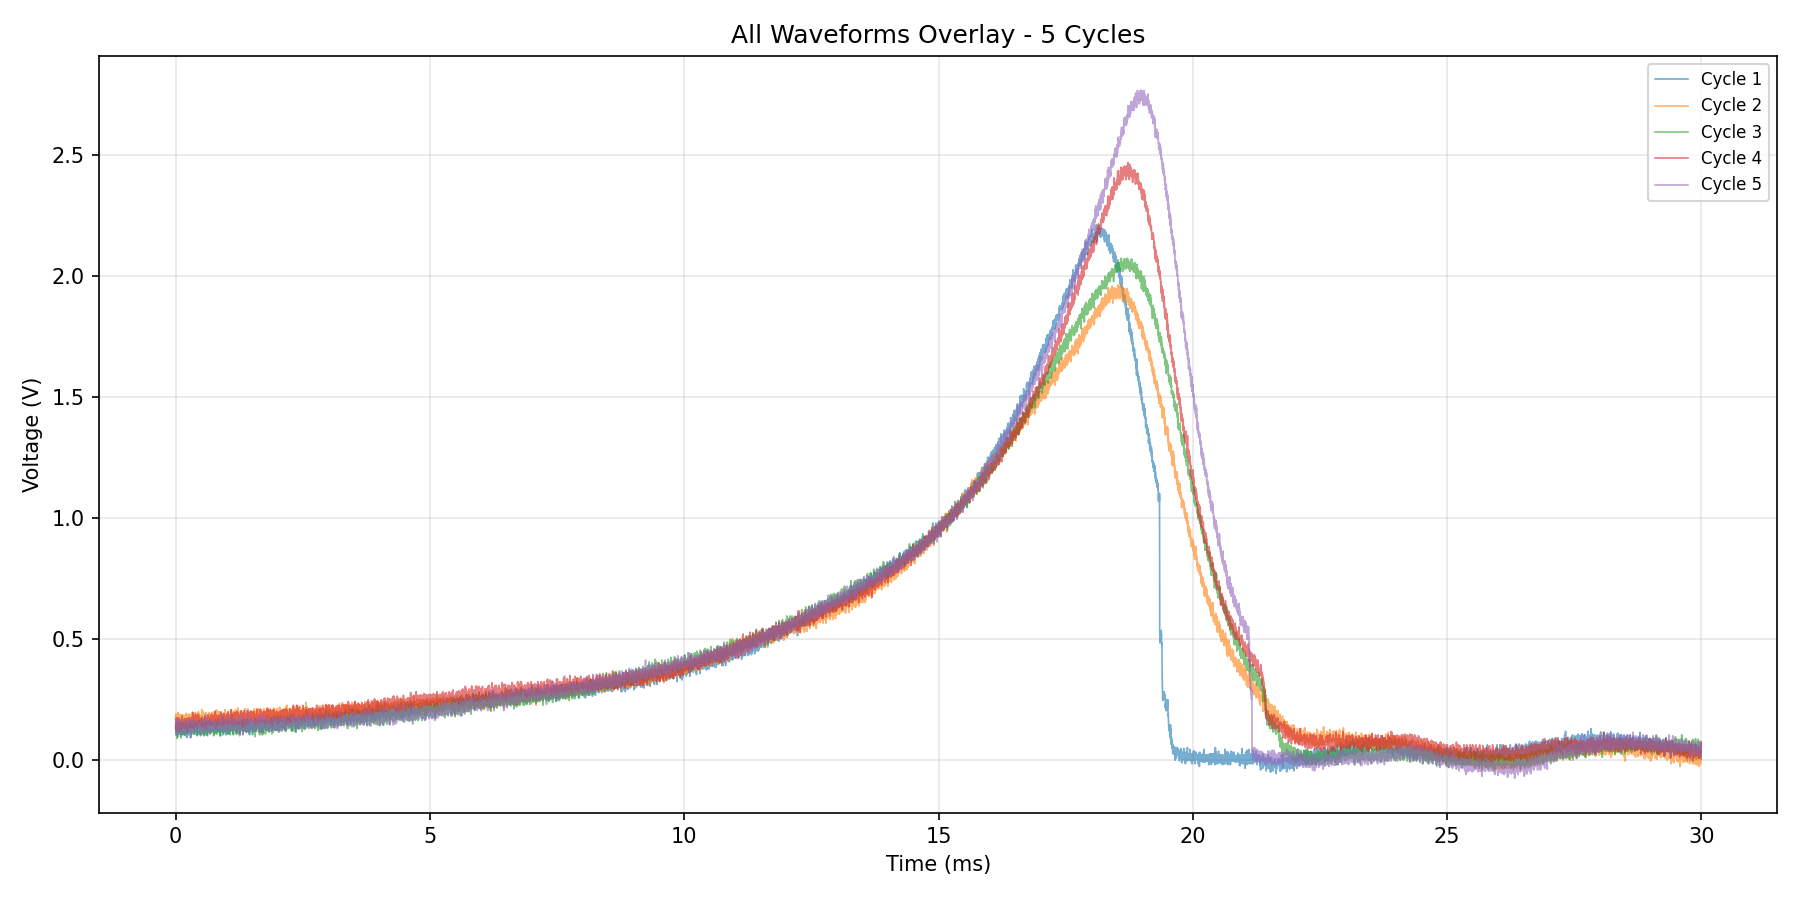 All Waveforms Overlay - 5 Cycles
Cycle 1
Cycle 2
Cycle 3
Cycle 4
Cycle 5
Voltage (V)
2.5
2.0
1.5
1.0
0.5
0.0
0 5 10 15 20 25 30
Time (ms)